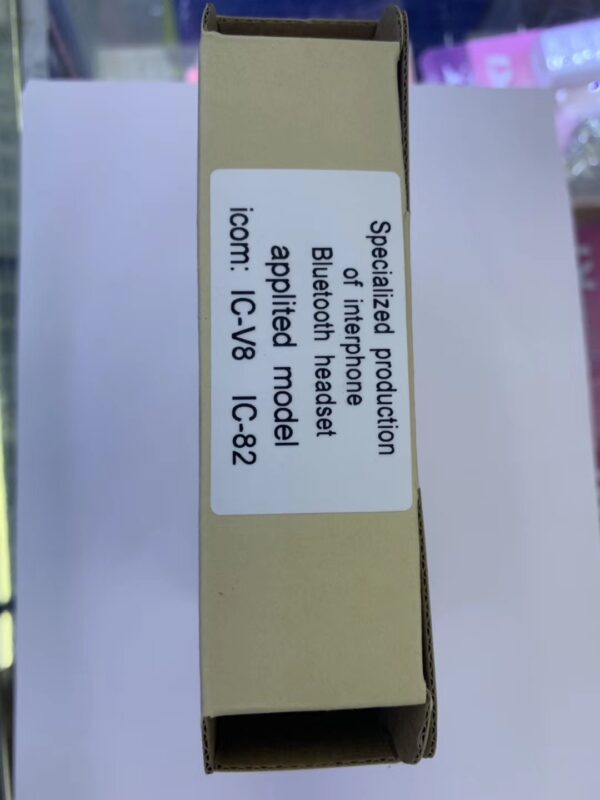 Specialized production
of interphone
Bluetooth headset
applited model
icom: IC-V8 IC-82